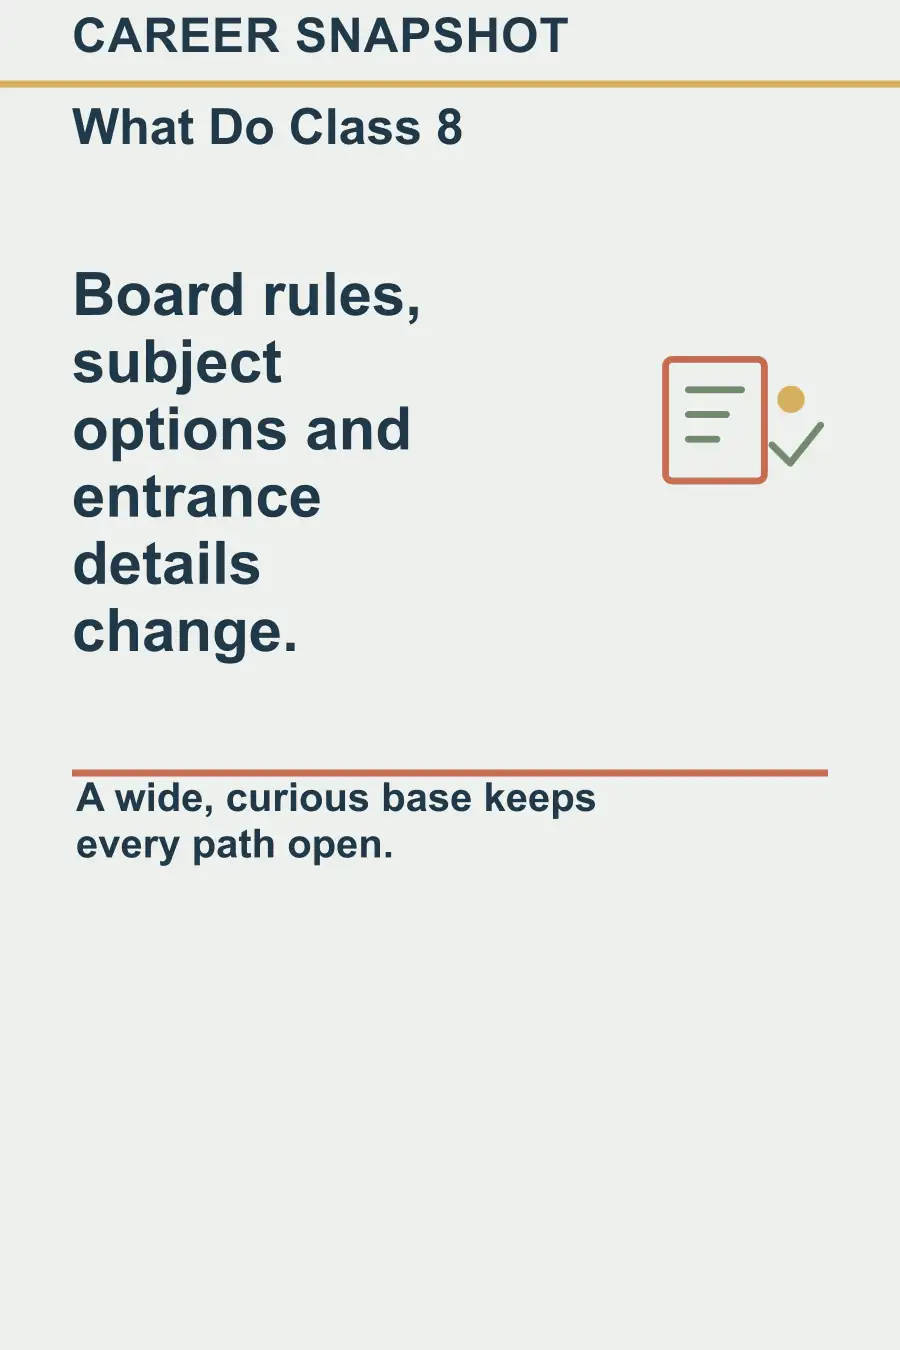 CAREER SNAPSHOT
What Do Class 8
Board rules,
subject
options and
entrance
details
change.
A wide, curious base keeps
every path open.